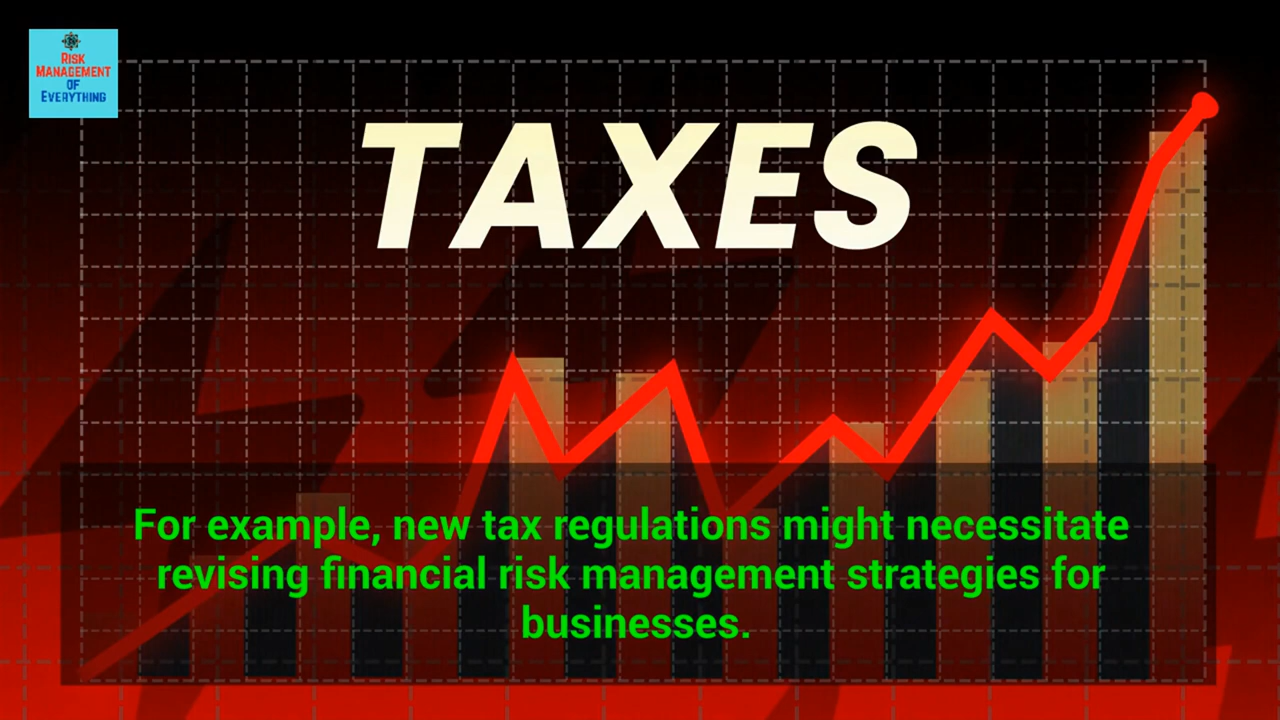 Risk
Management
of
Everything
TAXES
For example, new tax regulations might necessitate
revising financial risk management strategies for
businesses.